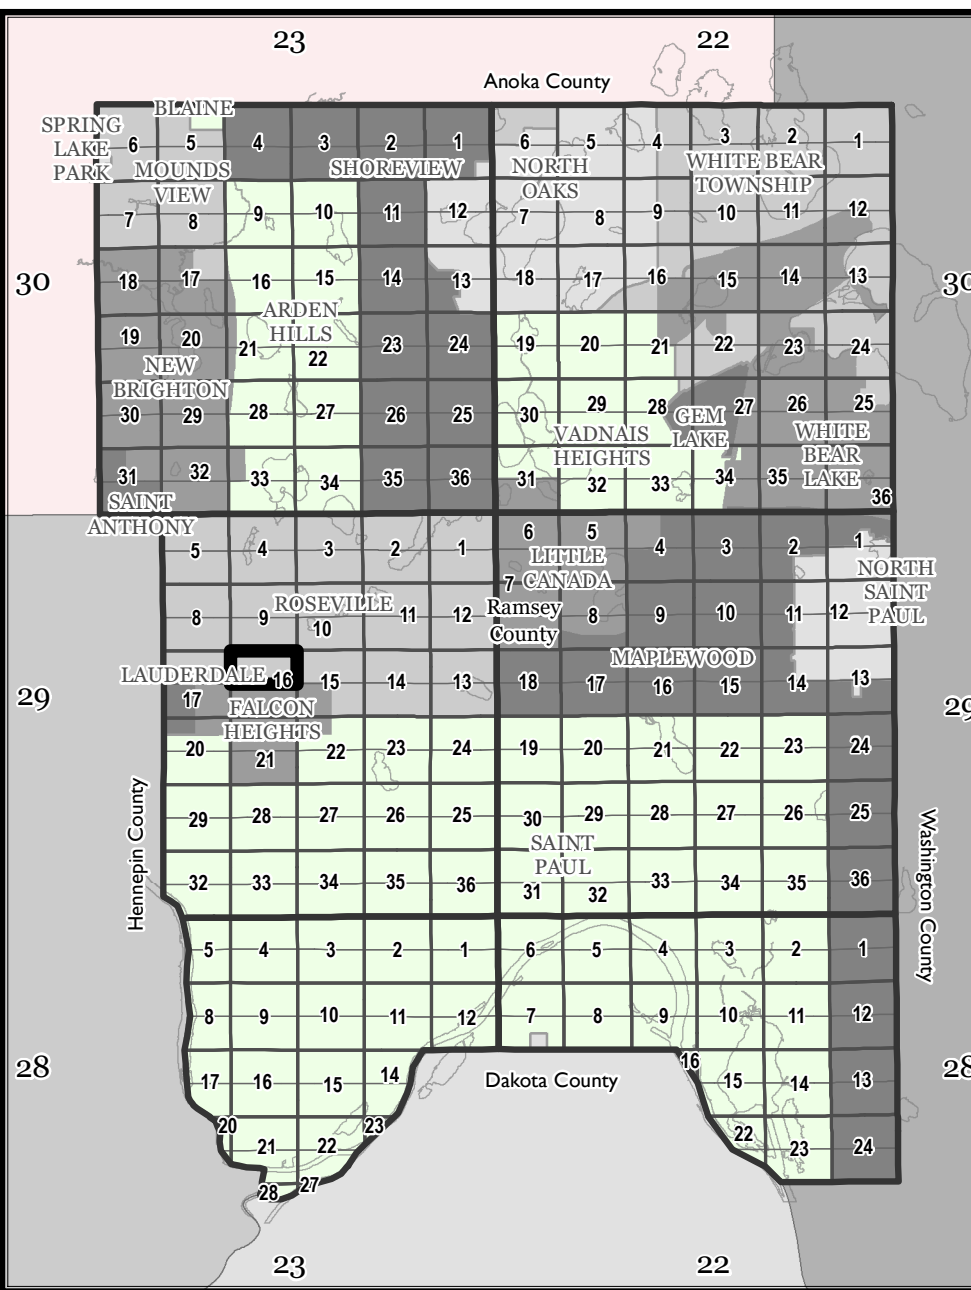 23 22
Anoka County
BLAINE
SPRING
LAKE
PARK
6 5 4 3 2 1 6 5 4 3 2 1
MOUNDS
VIEW
SHOREVIEW
NORTH
OAKS
WHITE BEAR
TOWNSHIP
7 8 9 10 11 12 7 8 9 10 11 12
30 18 17 16 15 14 13 18 17 16 15 14 13 30
ARDEN
HILLS
19 20 21 22 23 24 19 20 21 22 23 24
NEW
BRIGHTON
30 29 28 27 26 25 30 29 28 27 26 25
GEM
LAKE
VADNAIS
HEIGHTS
WHITE
BEAR
LAKE
31 32 33 34 35 36 31 32 33 34 35 36
SAINT
ANTHONY
5 4 3 2 1 6 5 4 3 2 1
LITTLE
CANADA
NORTH
SAINT
PAUL
ROSEVILLE
8 9 10 11 12 7 8 9 10 11 12
Ramsey
County
MAPLEWOOD
LAUDERDALE
29 17 16 15 14 13 18 17 16 15 14 13 29
FALCON
HEIGHTS
20 21 22 23 24 19 20 21 22 23 24
29 28 27 26 25 30 29 28 27 26 25
Hennepin County
Washington County
SAINT
PAUL
32 33 34 35 36 31 32 33 34 35 36
5 4 3 2 1 6 5 4 3 2 1
8 9 10 11 12 7 8 9 10 11 12
28 17 16 15 14 16 15 14 13 28
Dakota County
20 21 22 23 22 23 24
28 27
23 22